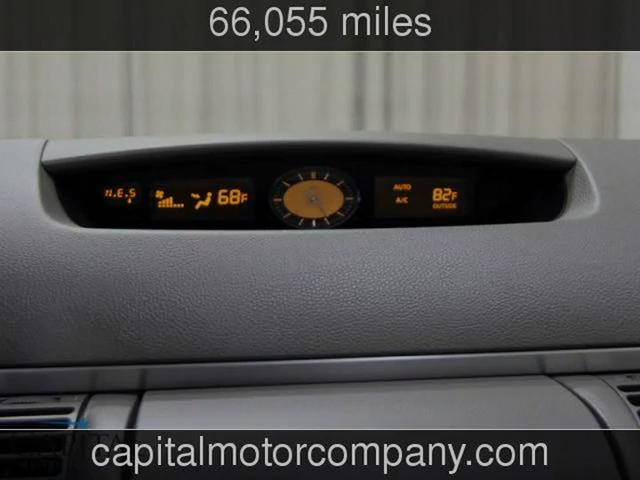 66,055 miles
N.E.S
68F
AUTO
A/C
82F
OUTSIDE
capitalmotorcompany.com